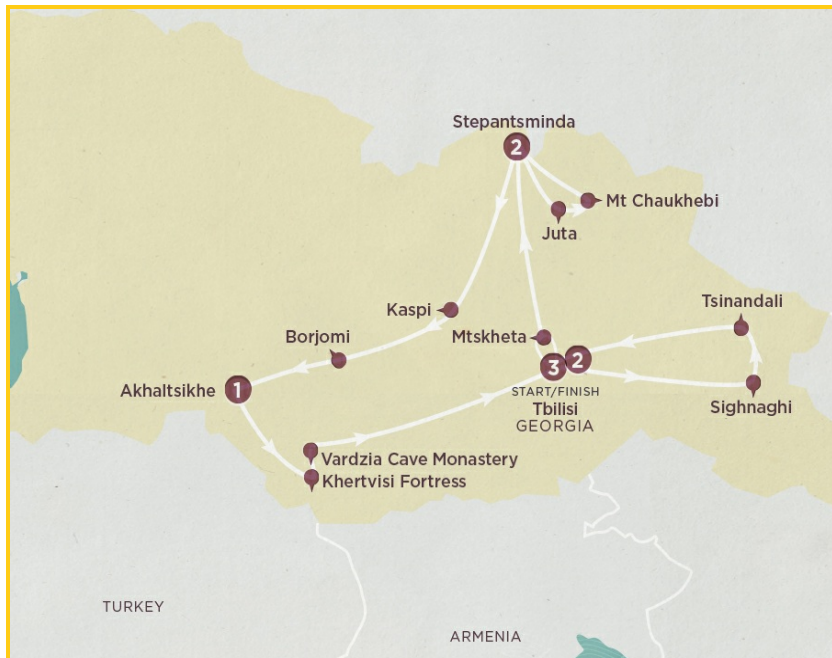 Stepantsminda
2
Mt Chaukhebi
Juta
Tsinandali
Kaspi
Mtskheta
Borjomi
2
3
Akhaltsikhe
1
START/FINISH
Tbilisi
GEORGIA
Sighnaghi
Vardzia Cave Monastery
Khertvisi Fortress
TURKEY
ARMENIA